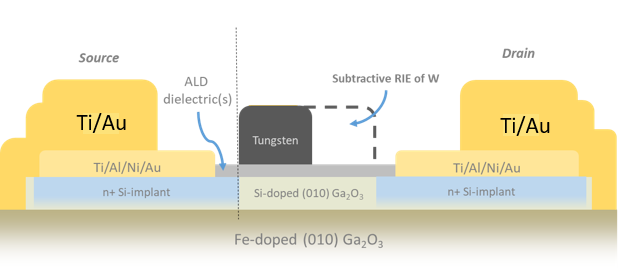 Source
Drain
ALD
dielectric(s)
Subtractive RIE of W
Ti/Au
Tungsten
Ti/Au
Ti/Al/Ni/Au
Ti/Al/Ni/Au
n+ Si-implant
Si-doped (010) Ga₂O₃
n+ Si-implant
Fe-doped (010) Ga₂O₃